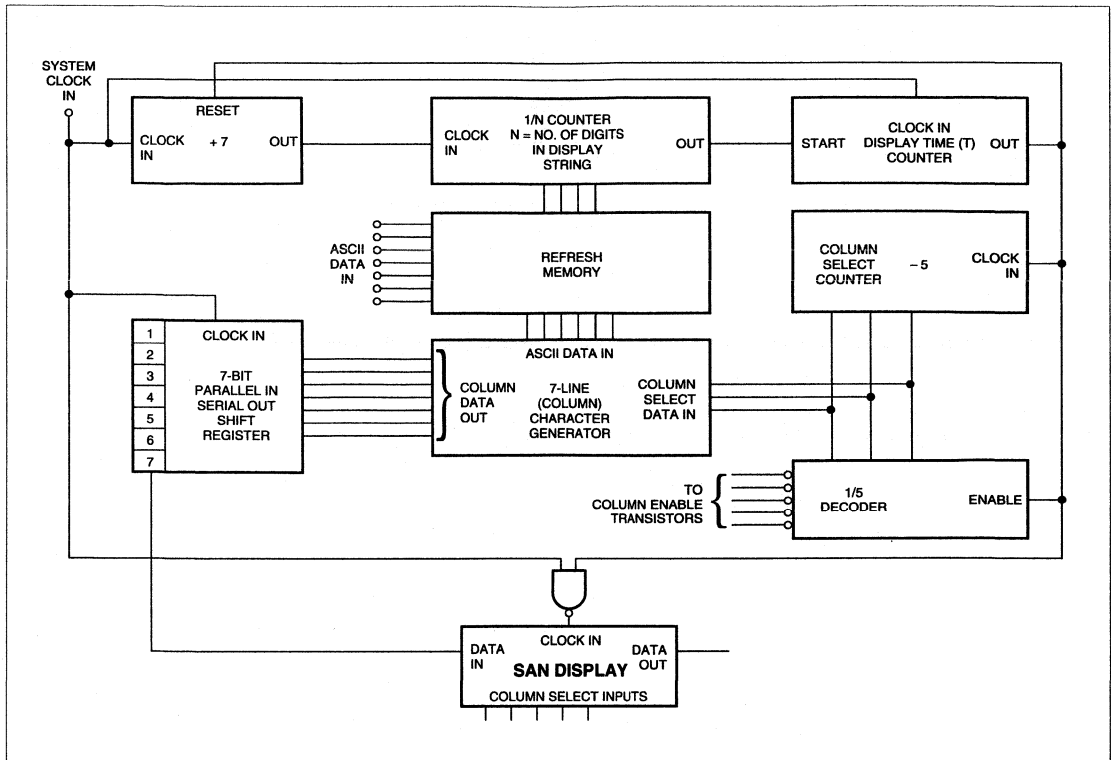 SYSTEM
CLOCK
IN
RESET
CLOCK
IN
+ 7
OUT
1/N COUNTER
N = NO. OF DIGITS
IN DISPLAY
STRING
CLOCK
IN
OUT
CLOCK IN
DISPLAY TIME (T)
COUNTER
START
OUT
ASCII
DATA
IN
REFRESH
MEMORY
COLUMN
SELECT
COUNTER
– 5
CLOCK
IN
1
2
3
4
5
6
7
CLOCK IN
7-BIT
PARALLEL IN
SERIAL OUT
SHIFT
REGISTER
ASCII DATA IN
COLUMN
DATA
OUT
7-LINE
(COLUMN)
CHARACTER
GENERATOR
COLUMN
SELECT
DATA IN
TO
COLUMN ENABLE
TRANSISTORS
1/5
DECODER
ENABLE
CLOCK IN
DATA
IN
DATA
OUT
SAN DISPLAY
COLUMN SELECT INPUTS